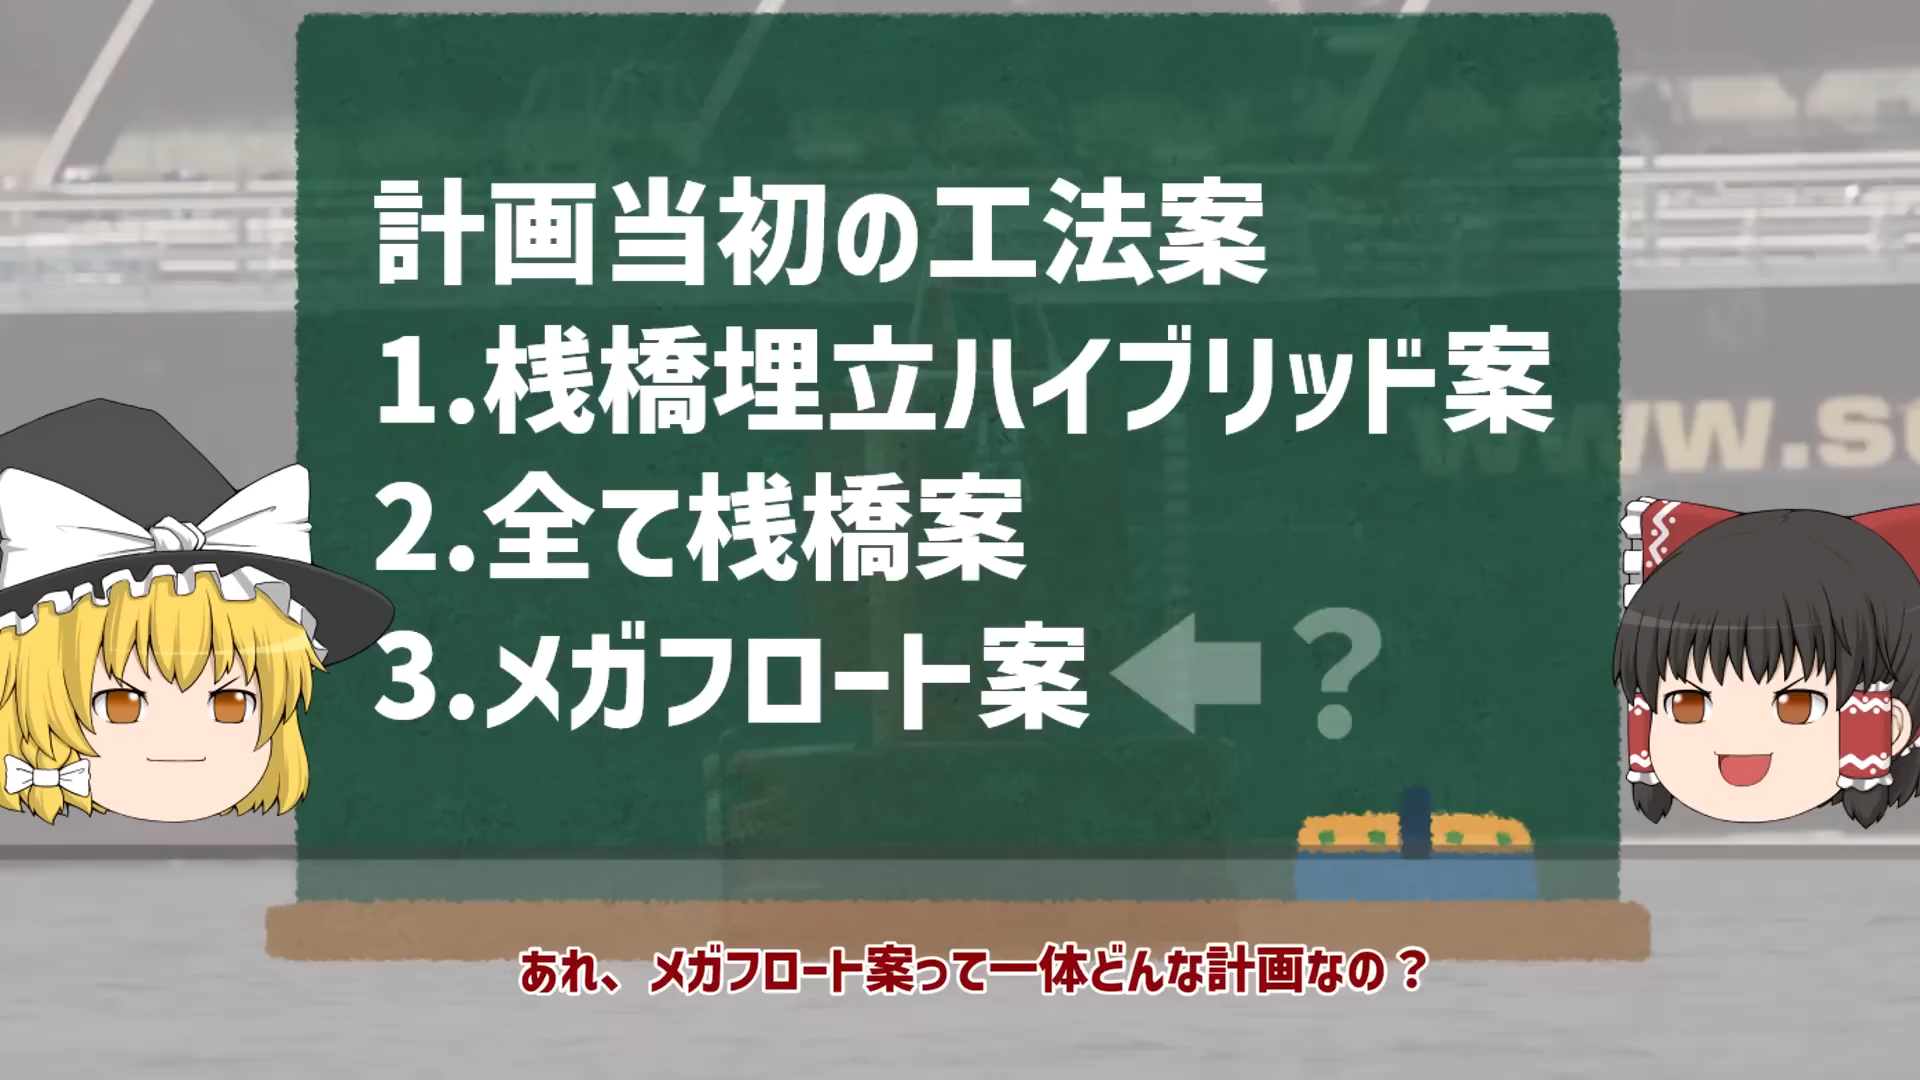 計画当初の工法案
1.桟橋埋立ハイブリッド案
2.全て桟橋案
3.メガフロート案←?
www.s
あれ、メガフロート案って一体どんな計画なの？